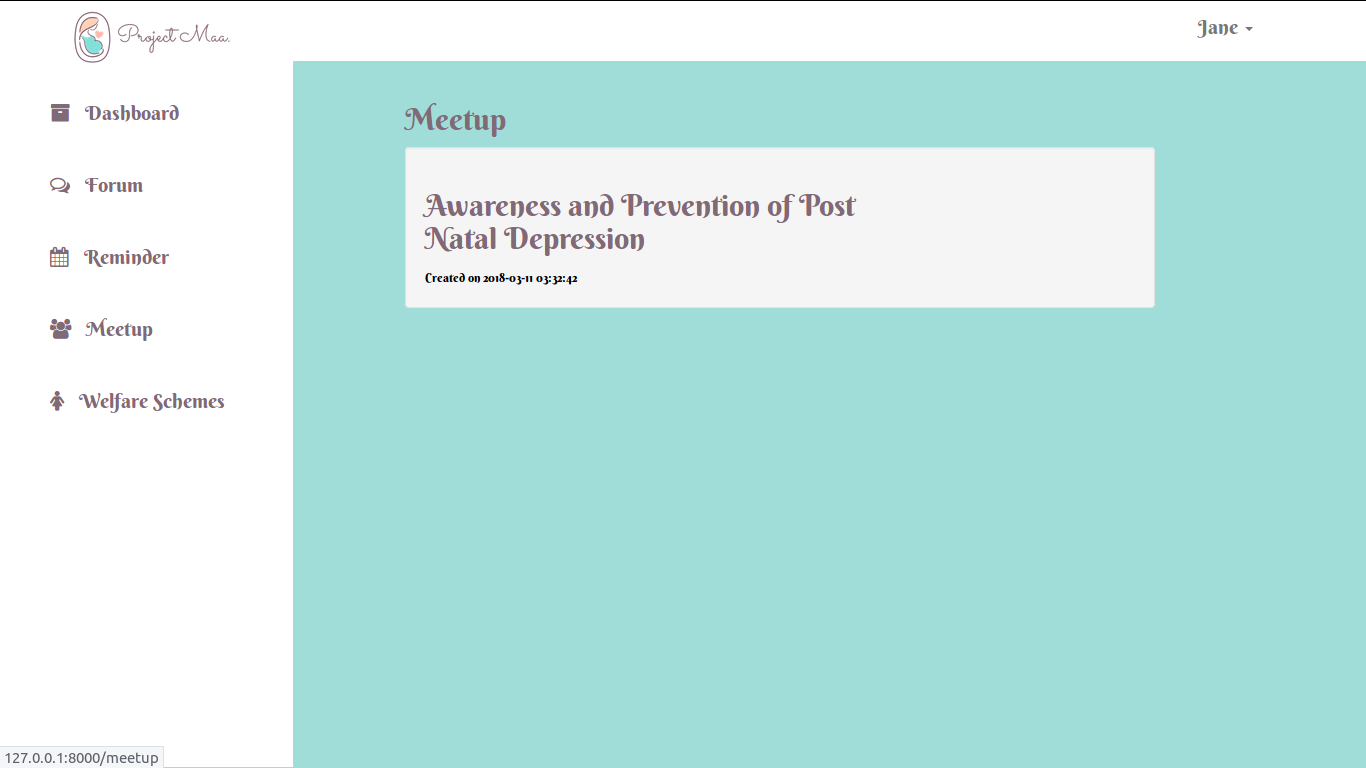 Project Maa.
Jane
Dashboard
Forum
Reminder
Meetup
Welfare Schemes
Meetup
Awareness and Prevention of Post
Natal Depression
Created on 2018-03-11 03:32:42
127.0.0.1:8000/meetup